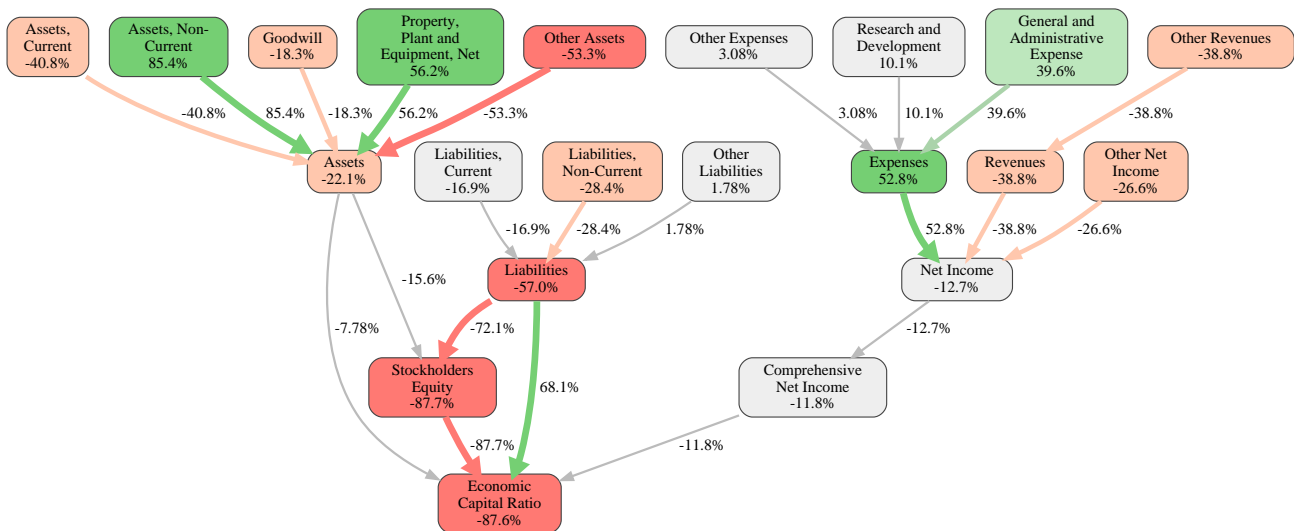 Assets,
Current
-40.8%
Assets, Non-
Current
85.4%
Goodwill
-18.3%
Property,
Plant and
Equipment, Net
56.2%
Other Assets
-53.3%
Other Expenses
3.08%
Research and
Development
10.1%
General and
Administrative
Expense
39.6%
Other Revenues
-38.8%
-40.8%
85.4%
-18.3%
56.2%
-53.3%
3.08%
10.1%
39.6%
-38.8%
Assets
-22.1%
Liabilities,
Current
-16.9%
Liabilities,
Non-Current
-28.4%
Other
Liabilities
1.78%
Expenses
52.8%
Revenues
-38.8%
Other Net
Income
-26.6%
-16.9%
-28.4%
1.78%
52.8%
-38.8%
-26.6%
Liabilities
-57.0%
Net Income
-12.7%
-15.6%
-7.78%
-72.1%
-12.7%
Stockholders
Equity
-87.7%
68.1%
Comprehensive
Net Income
-11.8%
-87.7%
-11.8%
Economic
Capital Ratio
-87.6%